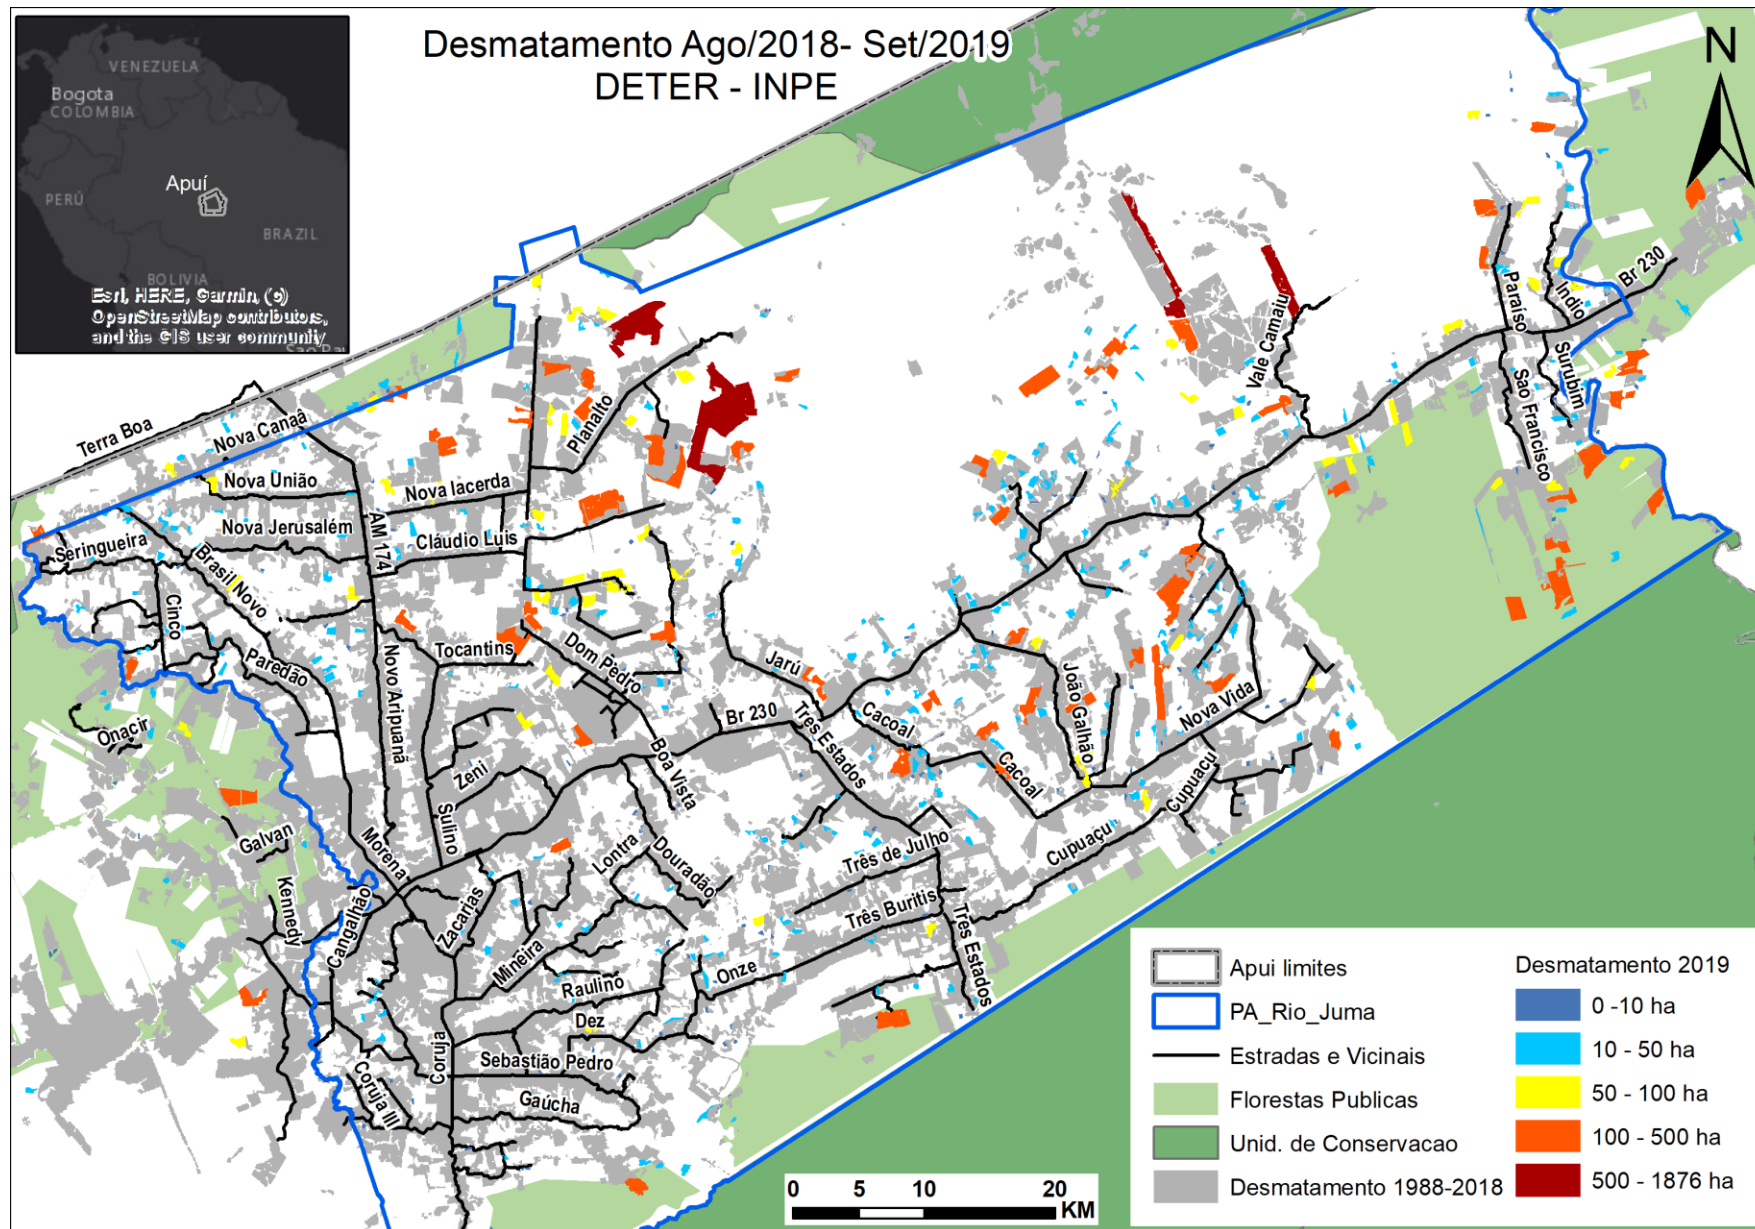 Desmatamento Ago/2018- Set/2019
DETER - INPE
N
VENEZUELA
Bogota
COLOMBIA
Apuí
PERÚ
BRAZIL
BOLIVIA
Esri, HERE, Garmin, (c)
OpenStreetMap contributors,
and the GIS user community
Terra Boa
Nova Canaã
Nova União
Nova Iacerda
Nova Jerusalém
AM 174
Cláudio Luis
Planalto
Seringueira
Brasil Novo
Cinco
Paredão
Onacir
Novo Aripuanã
Tocantins
Dom Pedro
Zeni
Sulino
Boa Vista
Br 230
Jarú
Tres Estados
Cacoal
Cacoal
João Galhão
Nova Vida
Cupuaçu
Cupuaçu
Vale Camaiu
Paraíso
Indio
Br 230
Surubim
Sao Francisco
Galvan
Morena
Kennedy
Cangalhão
Zacarias
Lontra
Douradão
Mineira
Raulino
Onze
Dez
Três de Julho
Três Buritis
Tres Estados
Coruja
Sebastião Pedro
Coruja III
Gaúcha
0 5 10 20
KM
Apui limites
PA_Rio_Juma
Estradas e Vicinais
Florestas Publicas
Unid. de Conservacao
Desmatamento 1988-2018
Desmatamento 2019
0 -10 ha
10 - 50 ha
50 - 100 ha
100 - 500 ha
500 - 1876 ha